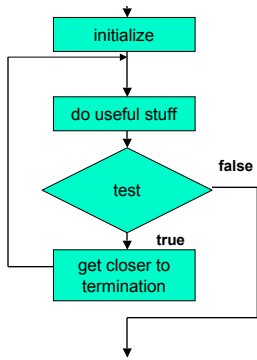 initialize
do useful stuff
false
test
true
get closer to
termination